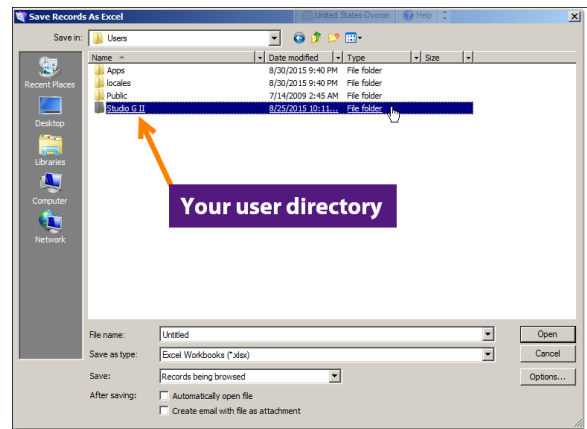 Save Records As Excel United States-Dvorak Help
Save in: Users
Name Date modified Type Size
Apps 8/30/2015 9:40 PM File folder
locales 8/30/2015 9:40 PM File folder
Public 7/14/2009 2:45 AM File folder
Studio G II 8/25/2015 10:11... File folder
Recent Places
Desktop
Libraries
Computer
Network
Your user directory
File name: Untitled Open
Save as type: Excel Workbooks (*.xlsx) Cancel
Save: Records being browsed Options...
After saving: Automatically open file
Create email with file as attachment